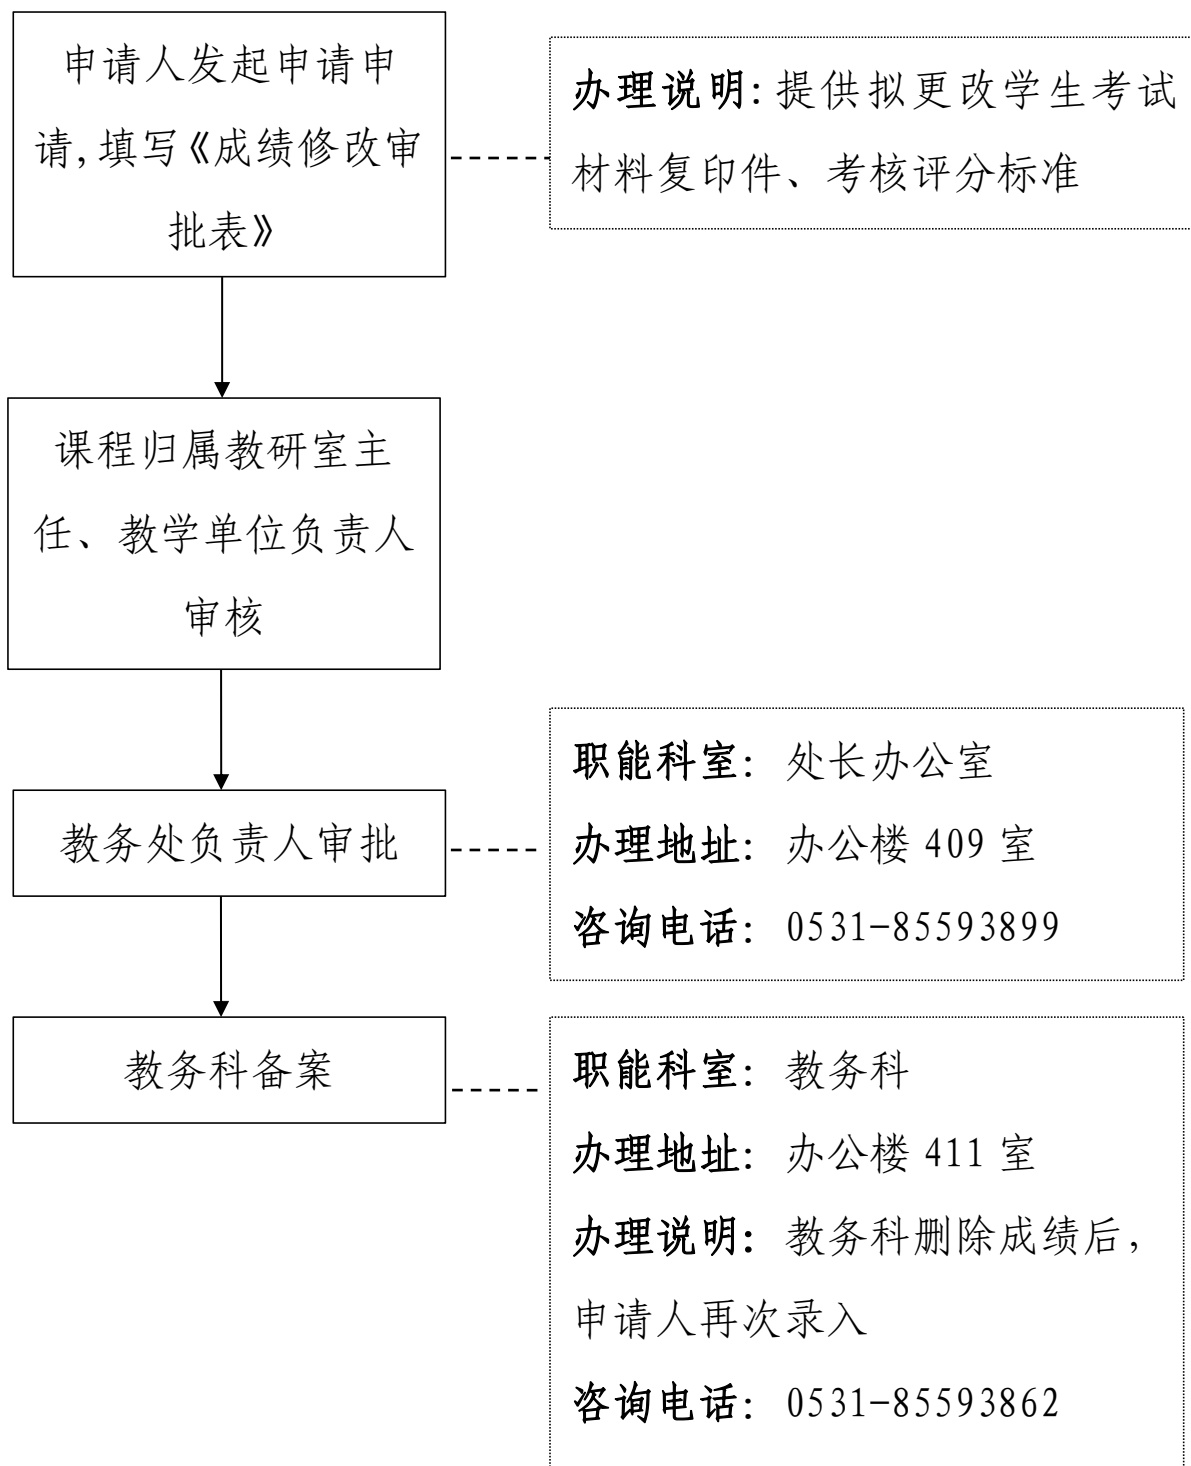 申请人发起申请申
请,填写《成绩修改审
批表》
办理说明:提供拟更改学生考试
材料复印件、考核评分标准
课程归属教研室主
任、教学单位负责人
审核
教务处负责人审批
职能科室: 处长办公室
办理地址: 办公楼 409 室
咨询电话: 0531-85593899
教务科备案
职能科室: 教务科
办理地址: 办公楼 411 室
办理说明: 教务科删除成绩后,
申请人再次录入
咨询电话: 0531-85593862